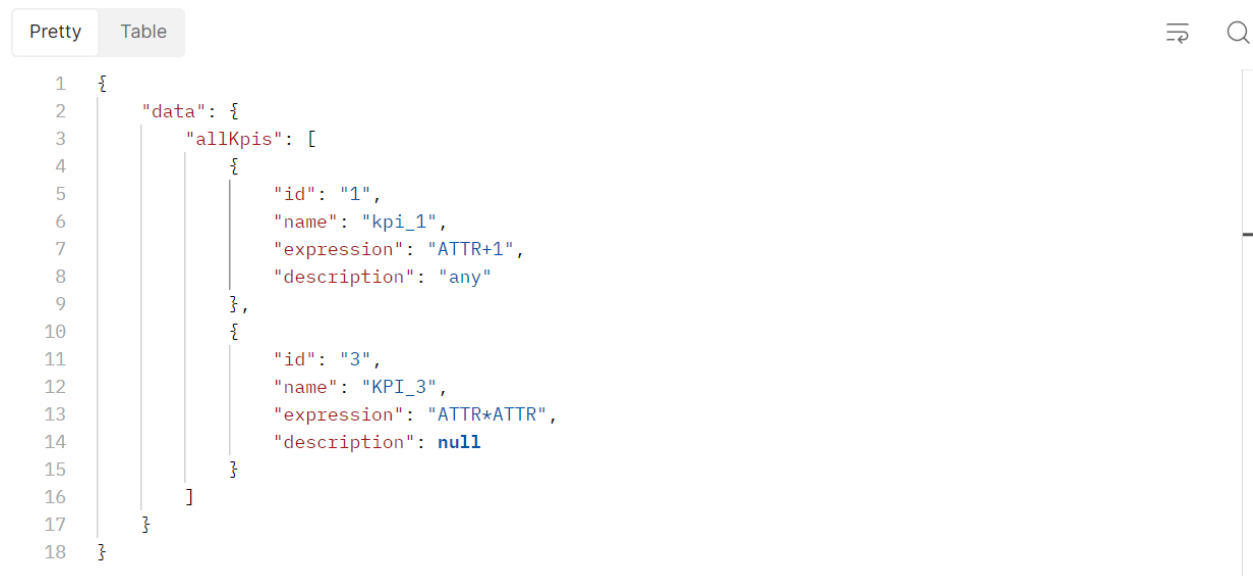 Pretty Table
1 {
2 "data": {
3 "allKpis": [
4 {
5 "id": "1",
6 "name": "kpi_1",
7 "expression": "ATTR+1",
8 "description": "any"
9 },
10 {
11 "id": "3",
12 "name": "KPI_3",
13 "expression": "ATTR*ATTR",
14 "description": null
15 }
16 ]
17 }
18 }